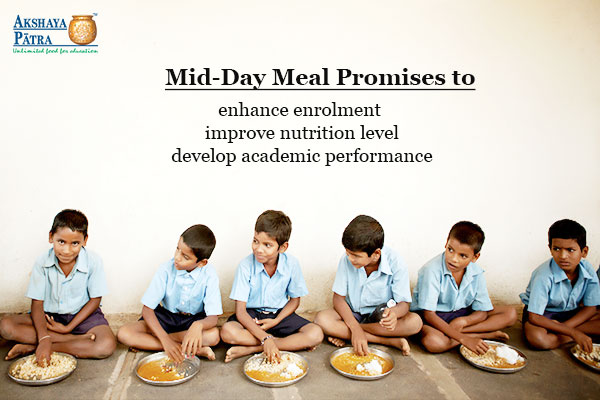 AKSHAYA
PĀTRA
TM
Unlimited food for education
Mid-Day Meal Promises to
enhance enrolment
improve nutrition level
develop academic performance